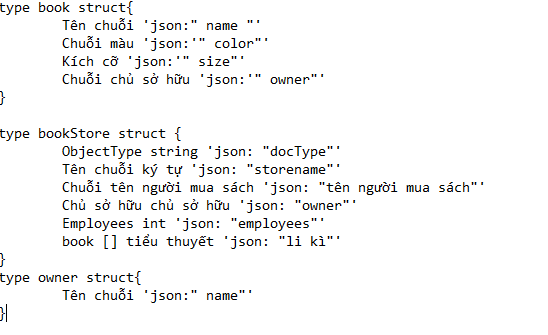 type book struct{
Tên chuỗi 'json:" name "'
Chuỗi màu 'json:'" color"'
Kích cỡ 'json:'" size"'
Chuỗi chủ sở hữu 'json:'" owner"'
}
type bookStore struct {
ObjectType string 'json: "docType"'
Tên chuỗi ký tự 'json: "storename"'
Chuỗi tên người mua sách 'json: "tên người mua sách"'
Chủ sở hữu chủ sở hữu 'json: "owner"'
Employees int 'json: "employees"'
book [] tiểu thuyết 'json: "li kì"'
}
type owner struct{
Tên chuỗi 'json:" name"'
}